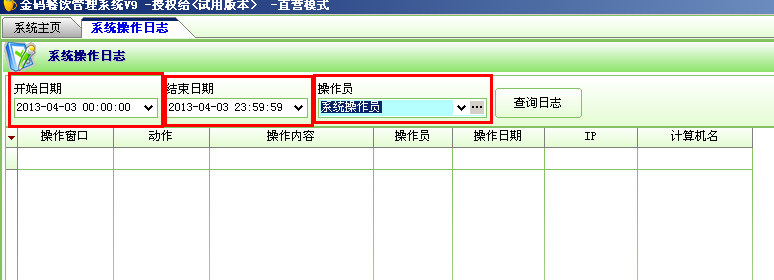 金码餐饮管理系统V9 -授权给<试用版本> -直营模式
系统主页 系统操作日志
系统操作日志
开始日期 结束日期 操作员
2013-04-03 00:00:00 2013-04-03 23:59:59 系统操作员 ... 查询日志
操作窗口 动作 操作内容 操作员 操作日期 IP 计算机名